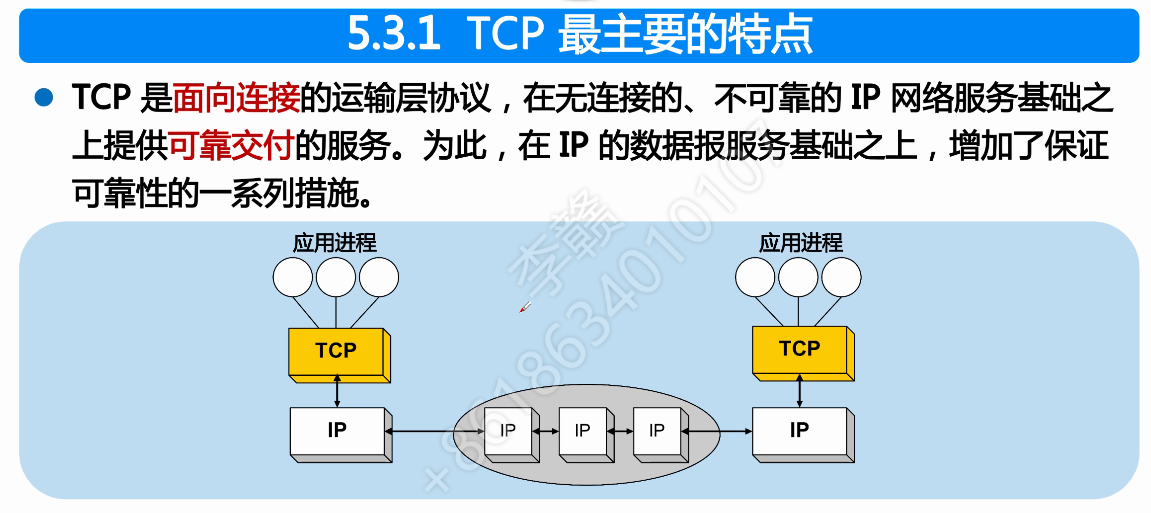 5.3.1 TCP 最主要的特点
TCP 是面向连接的运输层协议，在无连接的、不可靠的 IP 网络服务基础之
上提供可靠交付的服务。为此，在 IP 的数据报服务基础之上，增加了保证
可靠性的一系列措施。
应用进程
应用进程
TCP
TCP
IP
IP
IP
IP
IP
李赣
+8618634010107